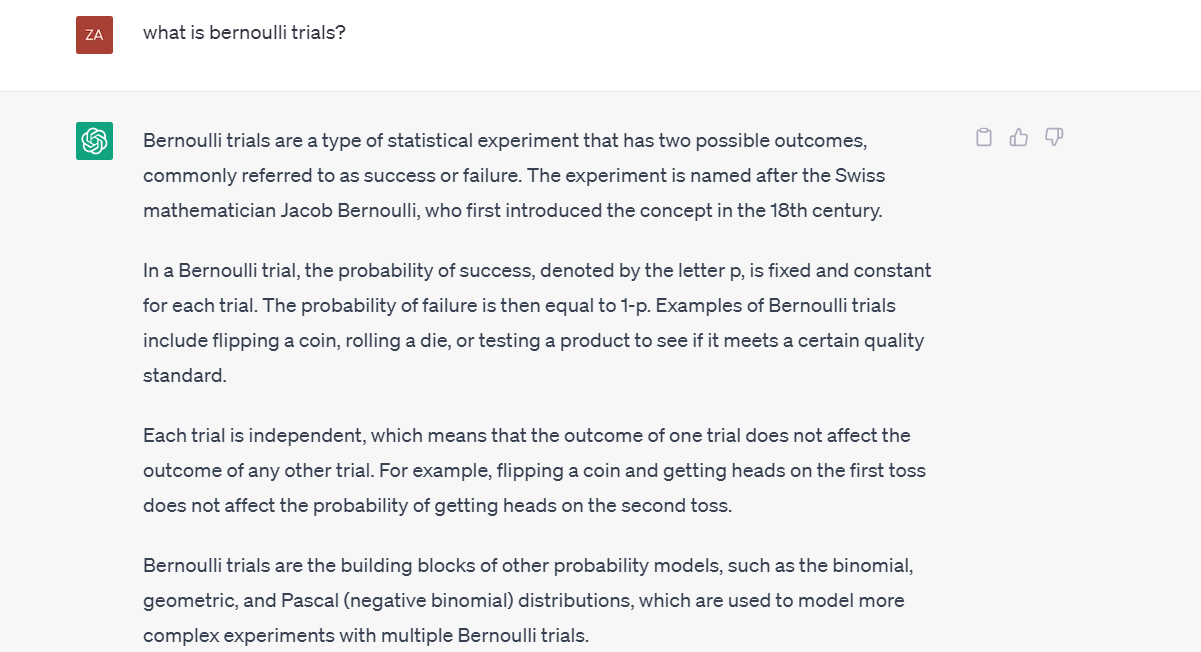 ZA
what is bernoulli trials?
Bernoulli trials are a type of statistical experiment that has two possible outcomes,
commonly referred to as success or failure. The experiment is named after the Swiss
mathematician Jacob Bernoulli, who first introduced the concept in the 18th century.
In a Bernoulli trial, the probability of success, denoted by the letter p, is fixed and constant
for each trial. The probability of failure is then equal to 1-p. Examples of Bernoulli trials
include flipping a coin, rolling a die, or testing a product to see if it meets a certain quality
standard.
Each trial is independent, which means that the outcome of one trial does not affect the
outcome of any other trial. For example, flipping a coin and getting heads on the first toss
does not affect the probability of getting heads on the second toss.
Bernoulli trials are the building blocks of other probability models, such as the binomial,
geometric, and Pascal (negative binomial) distributions, which are used to model more
complex experiments with multiple Bernoulli trials.